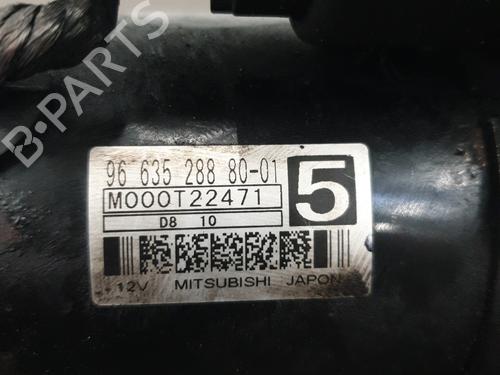 96 635 288 80-01
M000T22471
5
D8 10
12V MITSUBISHI JAPON
B-PARTS